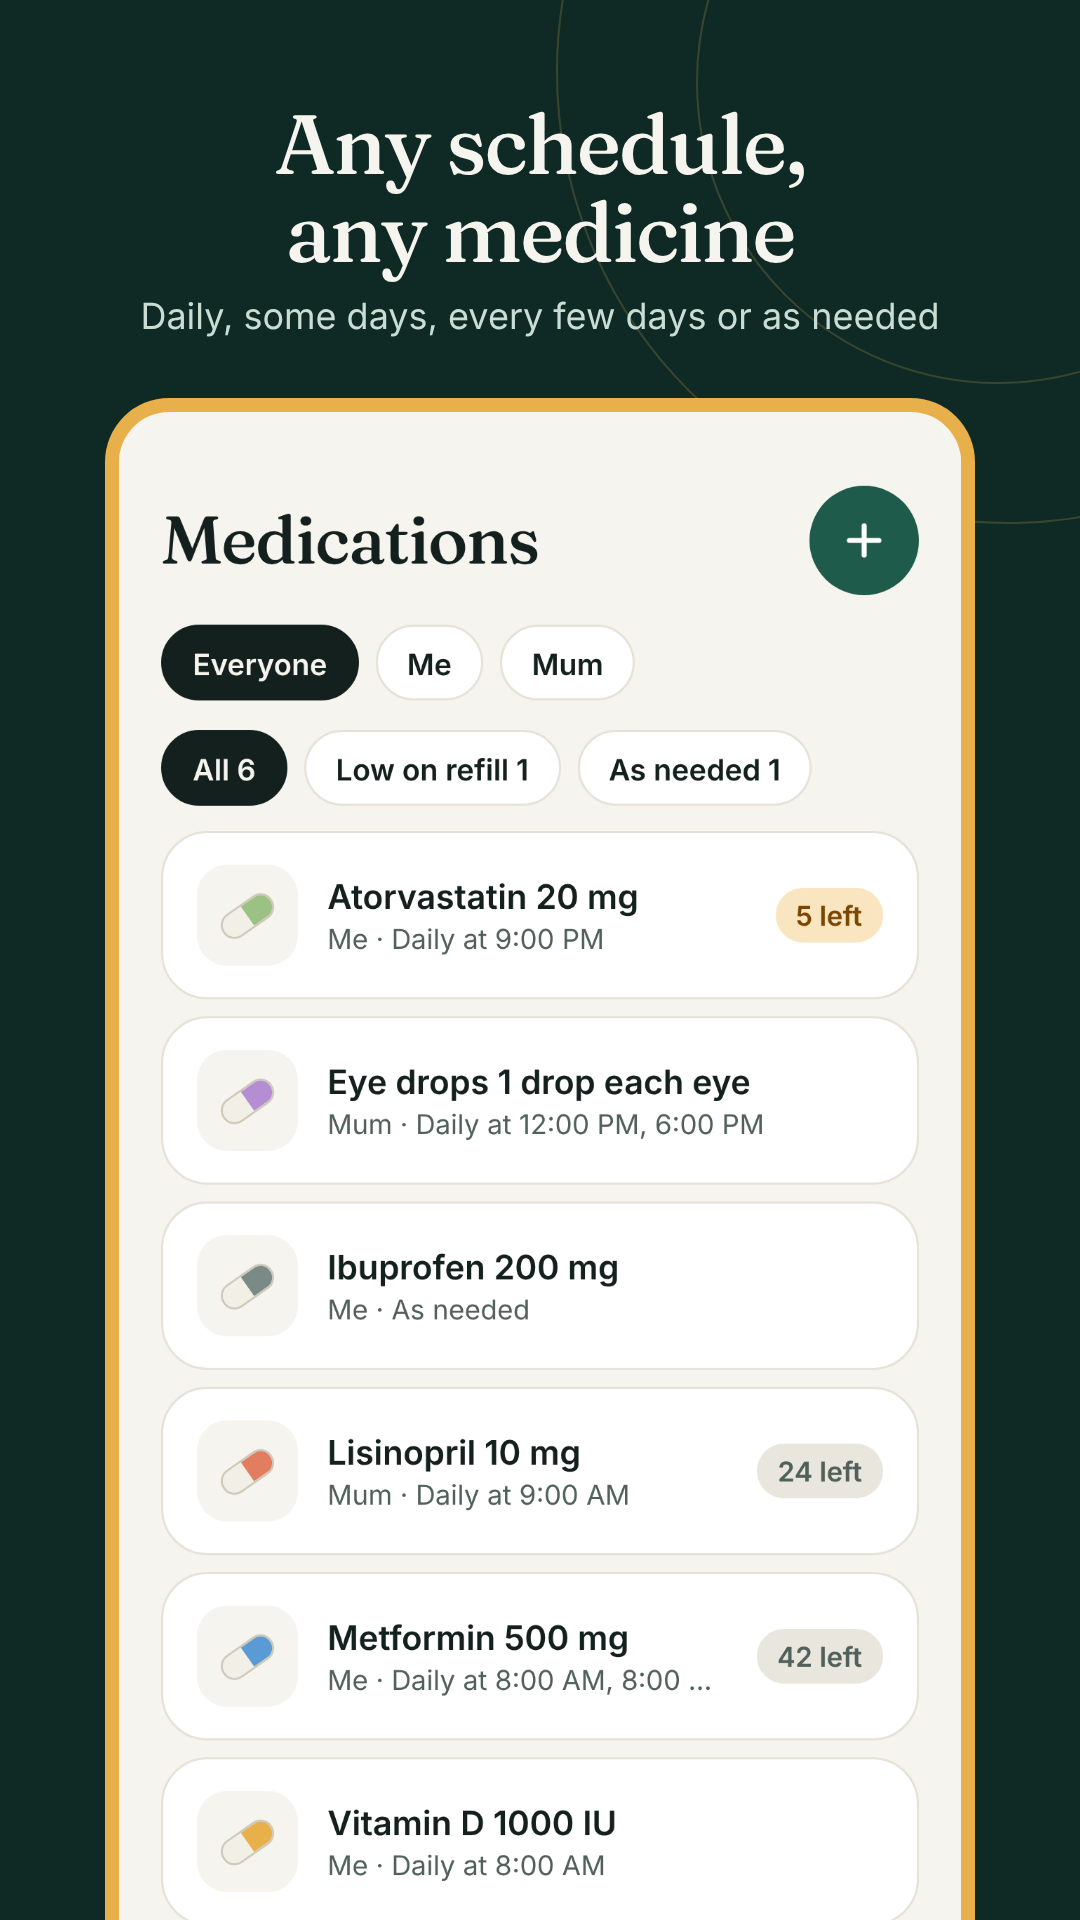 Any schedule,
any medicine
Daily, some days, every few days or as needed
Medications
Everyone Me Mum
All 6 Low on refill 1 As needed 1
Atorvastatin 20 mg
Me · Daily at 9:00 PM
5 left
Eye drops 1 drop each eye
Mum · Daily at 12:00 PM, 6:00 PM
Ibuprofen 200 mg
Me · As needed
Lisinopril 10 mg
Mum · Daily at 9:00 AM
24 left
Metformin 500 mg
Me · Daily at 8:00 AM, 8:00 ...
42 left
Vitamin D 1000 IU
Me · Daily at 8:00 AM